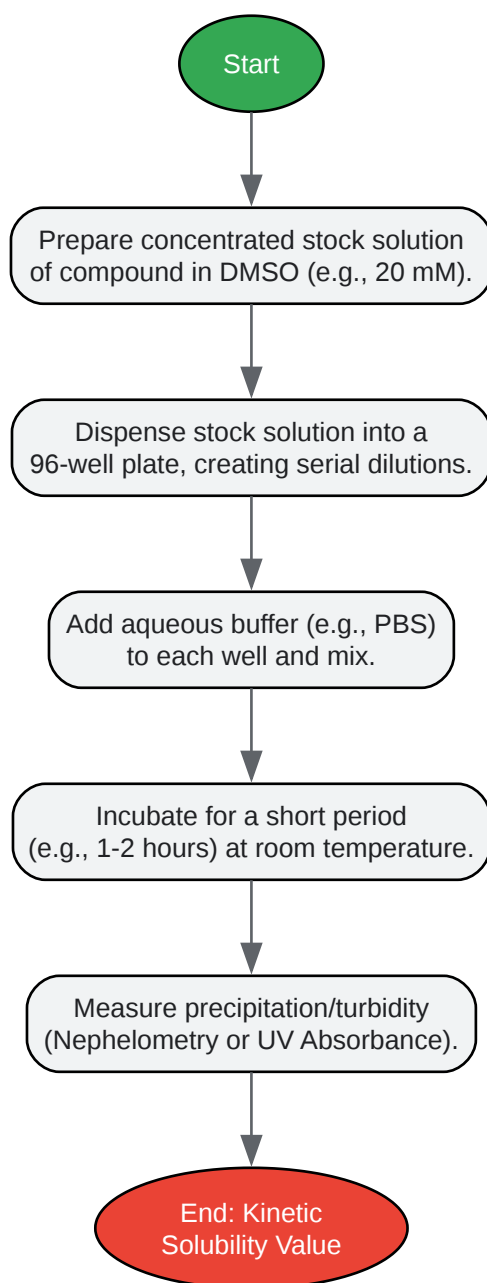 Start
Prepare concentrated stock solution
of compound in DMSO (e.g., 20 mM).
Dispense stock solution into a
96-well plate, creating serial dilutions.
Add aqueous buffer (e.g., PBS)
to each well and mix.
Incubate for a short period
(e.g., 1-2 hours) at room temperature.
Measure precipitation/turbidity
(Nephelometry or UV Absorbance).
End: Kinetic
Solubility Value